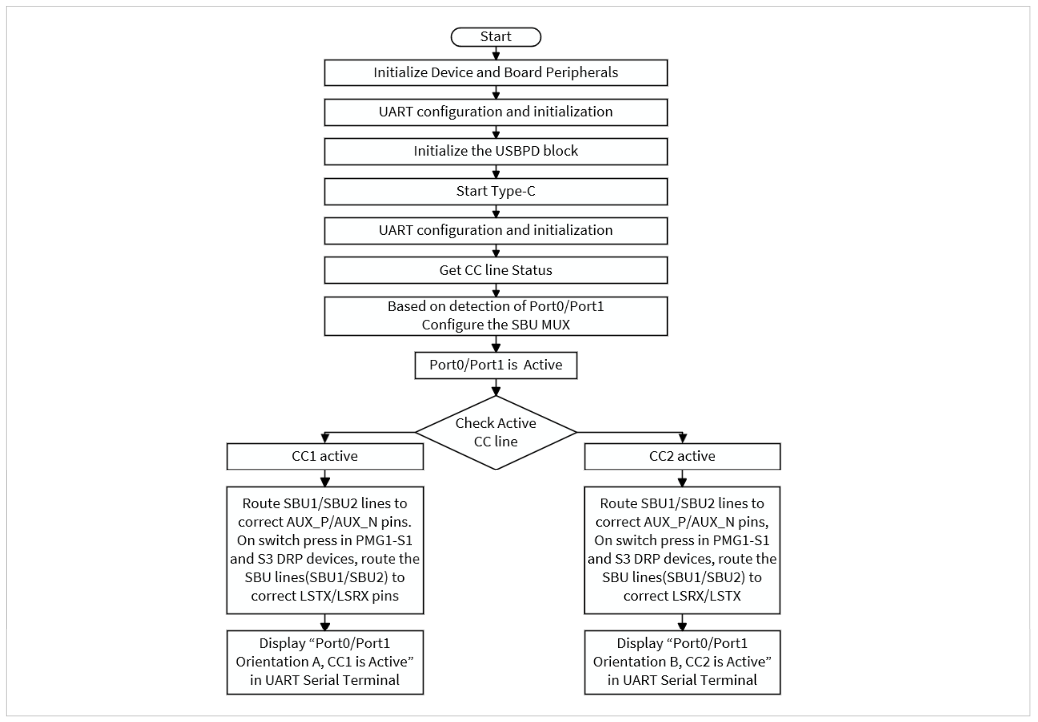 Start
Initialize Device and Board Peripherals
UART configuration and initialization
Initialize the USBPD block
Start Type-C
UART configuration and initialization
Get CC line Status
Based on detection of Port0/Port1
Configure the SBU MUX
Port0/Port1 is Active
Check Active
CC line
CC1 active
Route SBU1/SBU2 lines to
correct AUX_P/AUX_N pins.
On switch press in PMG1-S1
and S3 DRP devices, route the
SBU lines(SBU1/SBU2) to
correct LSTX/LSRX pins
Display “Port0/Port1
Orientation A, CC1 is Active”
in UART Serial Terminal
CC2 active
Route SBU1/SBU2 lines to
correct AUX_P/AUX_N pins,
On switch press in PMG1-S1
and S3 DRP devices, route the
SBU lines(SBU1/SBU2) to
correct LSRX/LSTX
Display “Port0/Port1
Orientation B, CC2 is Active”
in UART Serial Terminal